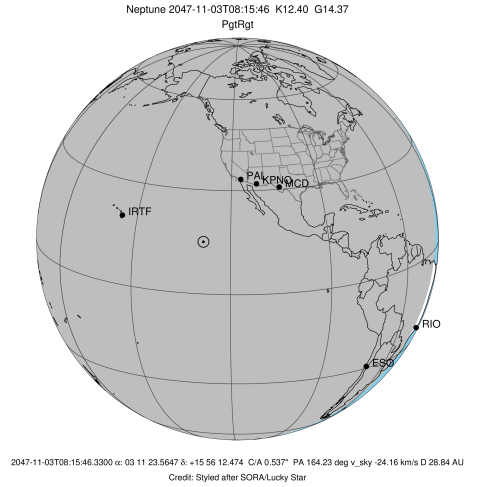 Neptune 2047-11-03T08:15:46 K12.40 G14.37
PgtRgt
PAL
KPNO
MCD
IRTF
RIO
ESO
2047-11-03T08:15:46.3300 α: 03 11 23.5647 δ: +15 56 12.474 C/A 0.537" PA 164.23 deg v_sky -24.16 km/s D 28.84 AU
Credit: Styled after SORA/Lucky Star